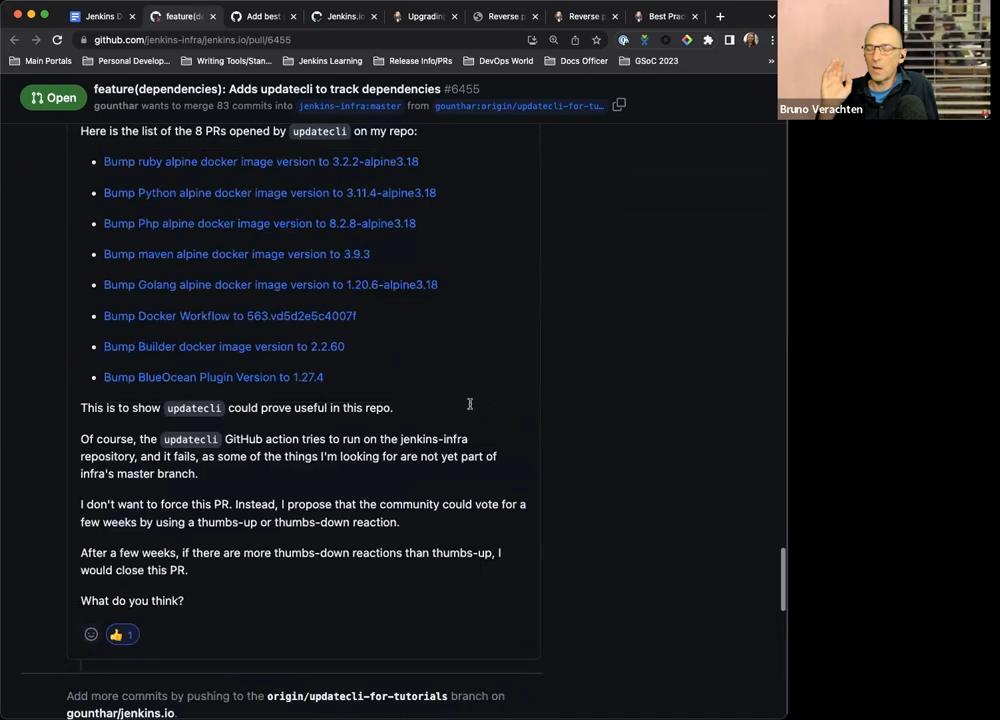 Jenkins D
feature(d
Add best
Jenkins.io
Upgrading
Reverse p
Reverse p
Best Prac
github.com/jenkins-infra/jenkins.io/pull/6455
Main Portals
Personal Develop...
Writing Tools/Stan...
Jenkins Learning
Release Info/PRs
DevOps World
Docs Officer
GSoC 2023
»
Bruno Verachten
Open
feature(dependencies): Adds updatecli to track dependencies #6455
gounthar wants to merge 83 commits into jenkins-infra:master from gounthar:origin/updatecli-for-tu...
Here is the list of the 8 PRs opened by updatecli on my repo:
Bump ruby alpine docker image version to 3.2.2-alpine3.18
Bump Python alpine docker image version to 3.11.4-alpine3.18
Bump Php alpine docker image version to 8.2.8-alpine3.18
Bump maven alpine docker image version to 3.9.3
Bump Golang alpine docker image version to 1.20.6-alpine3.18
Bump Docker Workflow to 563.vd5d2e5c4007f
Bump Builder docker image version to 2.2.60
Bump BlueOcean Plugin Version to 1.27.4
This is to show updatecli could prove useful in this repo.
Of course, the updatecli GitHub action tries to run on the jenkins-infra
repository, and it fails, as some of the things I'm looking for are not yet part of
infra's master branch.
I don't want to force this PR. Instead, I propose that the community could vote for a
few weeks by using a thumbs-up or thumbs-down reaction.
After a few weeks, if there are more thumbs-down reactions than thumbs-up, I
would close this PR.
What do you think?
👍 1
Add more commits by pushing to the origin/updatecli-for-tutorials branch on
gounthar/jenkins.io.